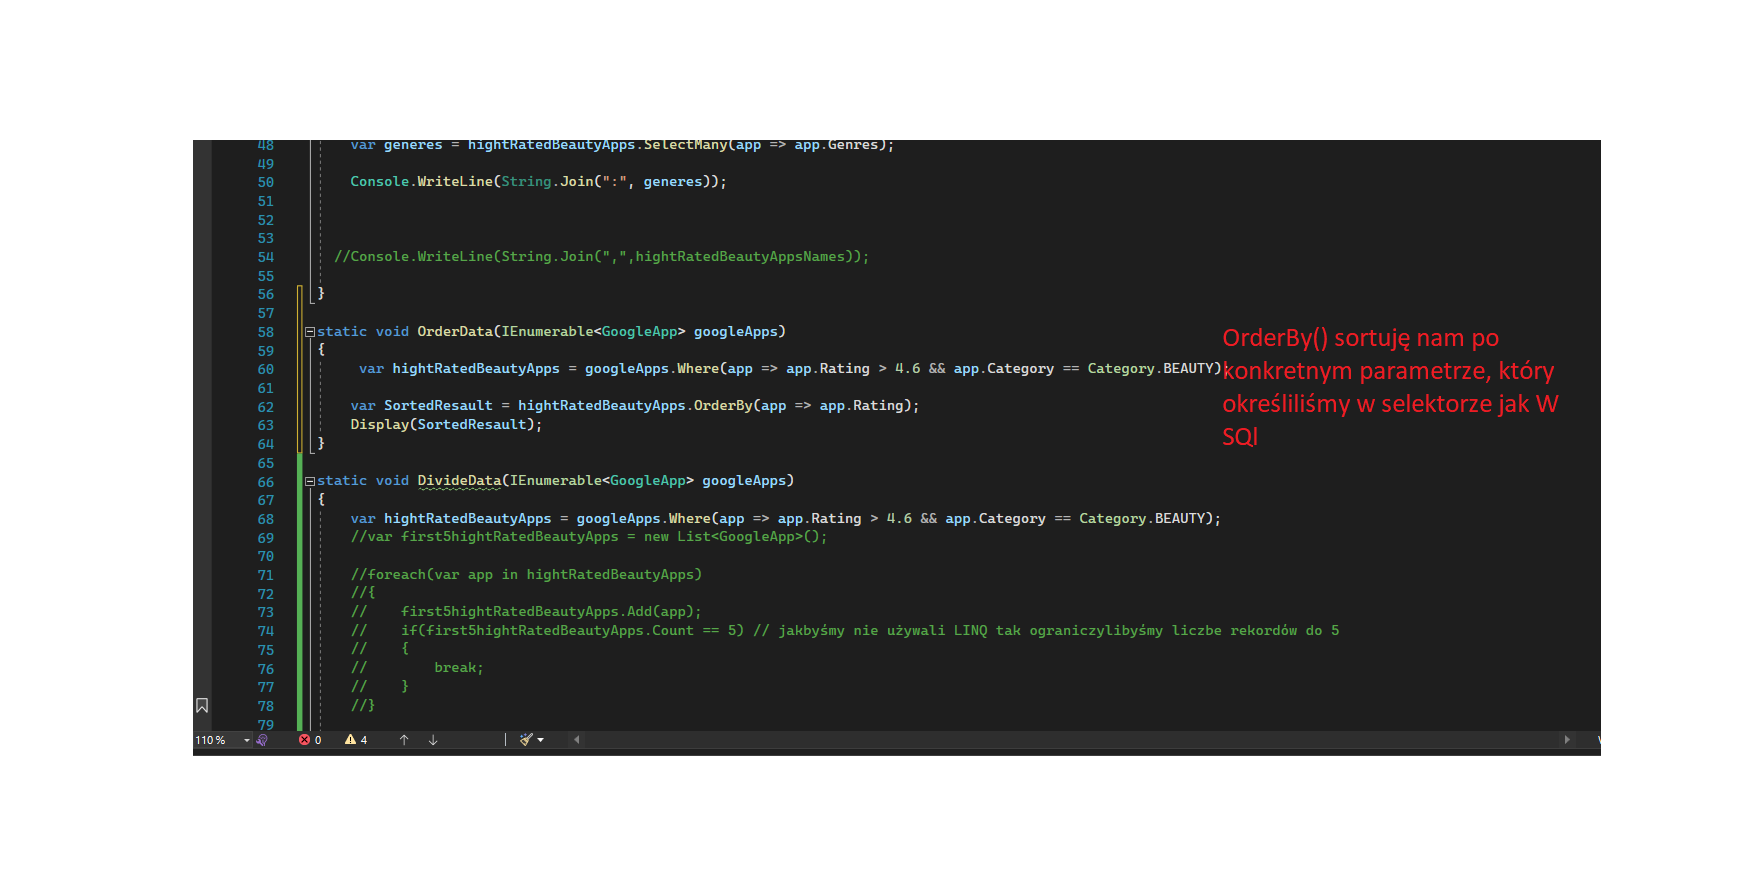 48 var generes = hightRatedBeautyApps.SelectMany(app => app.Genres);
49
50 Console.WriteLine(String.Join(":", generes));
51
52
53
54 //Console.WriteLine(String.Join(",",hightRatedBeautyAppsNames));
55
56 }
57
58 static void OrderData(IEnumerable<GoogleApp> googleApps)
59 {
60 var hightRatedBeautyApps = googleApps.Where(app => app.Rating > 4.6 && app.Category == Category.BEAUTY);
61
62 var SortedResault = hightRatedBeautyApps.OrderBy(app => app.Rating);
63 Display(SortedResault);
64 }
65
66 static void DivideData(IEnumerable<GoogleApp> googleApps)
67 {
68 var hightRatedBeautyApps = googleApps.Where(app => app.Rating > 4.6 && app.Category == Category.BEAUTY);
69 //var first5hightRatedBeautyApps = new List<GoogleApp>();
70
71 //foreach(var app in hightRatedBeautyApps)
72 //{
73 // first5hightRatedBeautyApps.Add(app);
74 // if(first5hightRatedBeautyApps.Count == 5) // jakbyśmy nie używali LINQ tak ograniczylibyśmy liczbe rekordów do 5
75 // {
76 // break;
77 // }
78 //}
79
OrderBy() sortuję nam po
konkretnym parametrze, który
określiliśmy w selektorze jak W
SQl
110 % 0 4